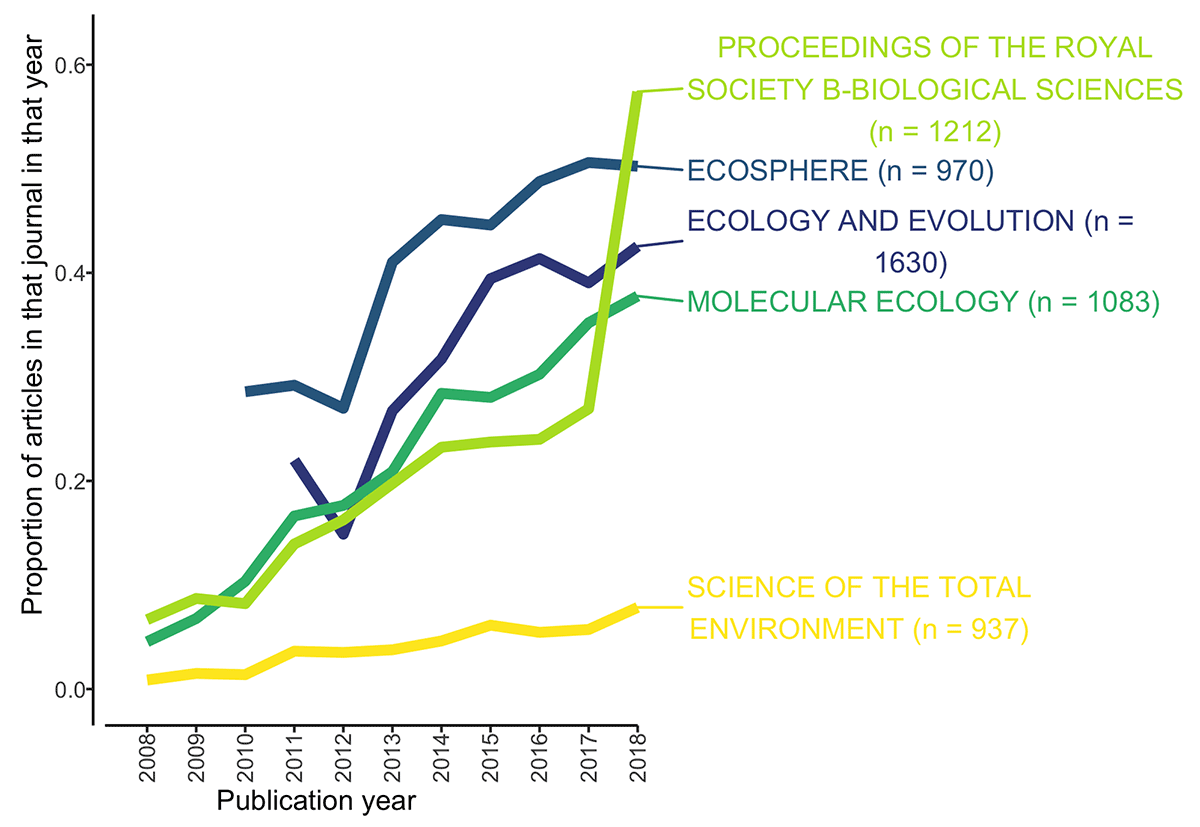 Proportion of articles in that journal in that year
0.6
0.4
0.2
0.0
PROCEEDINGS OF THE ROYAL
SOCIETY B-BIOLOGICAL SCIENCES
(n = 1212)
ECOSPHERE (n = 970)
ECOLOGY AND EVOLUTION (n =
1630)
MOLECULAR ECOLOGY (n = 1083)
SCIENCE OF THE TOTAL
ENVIRONMENT (n = 937)
2008
2009
2010
2011
2012
2013
2014
2015
2016
2017
2018
Publication year